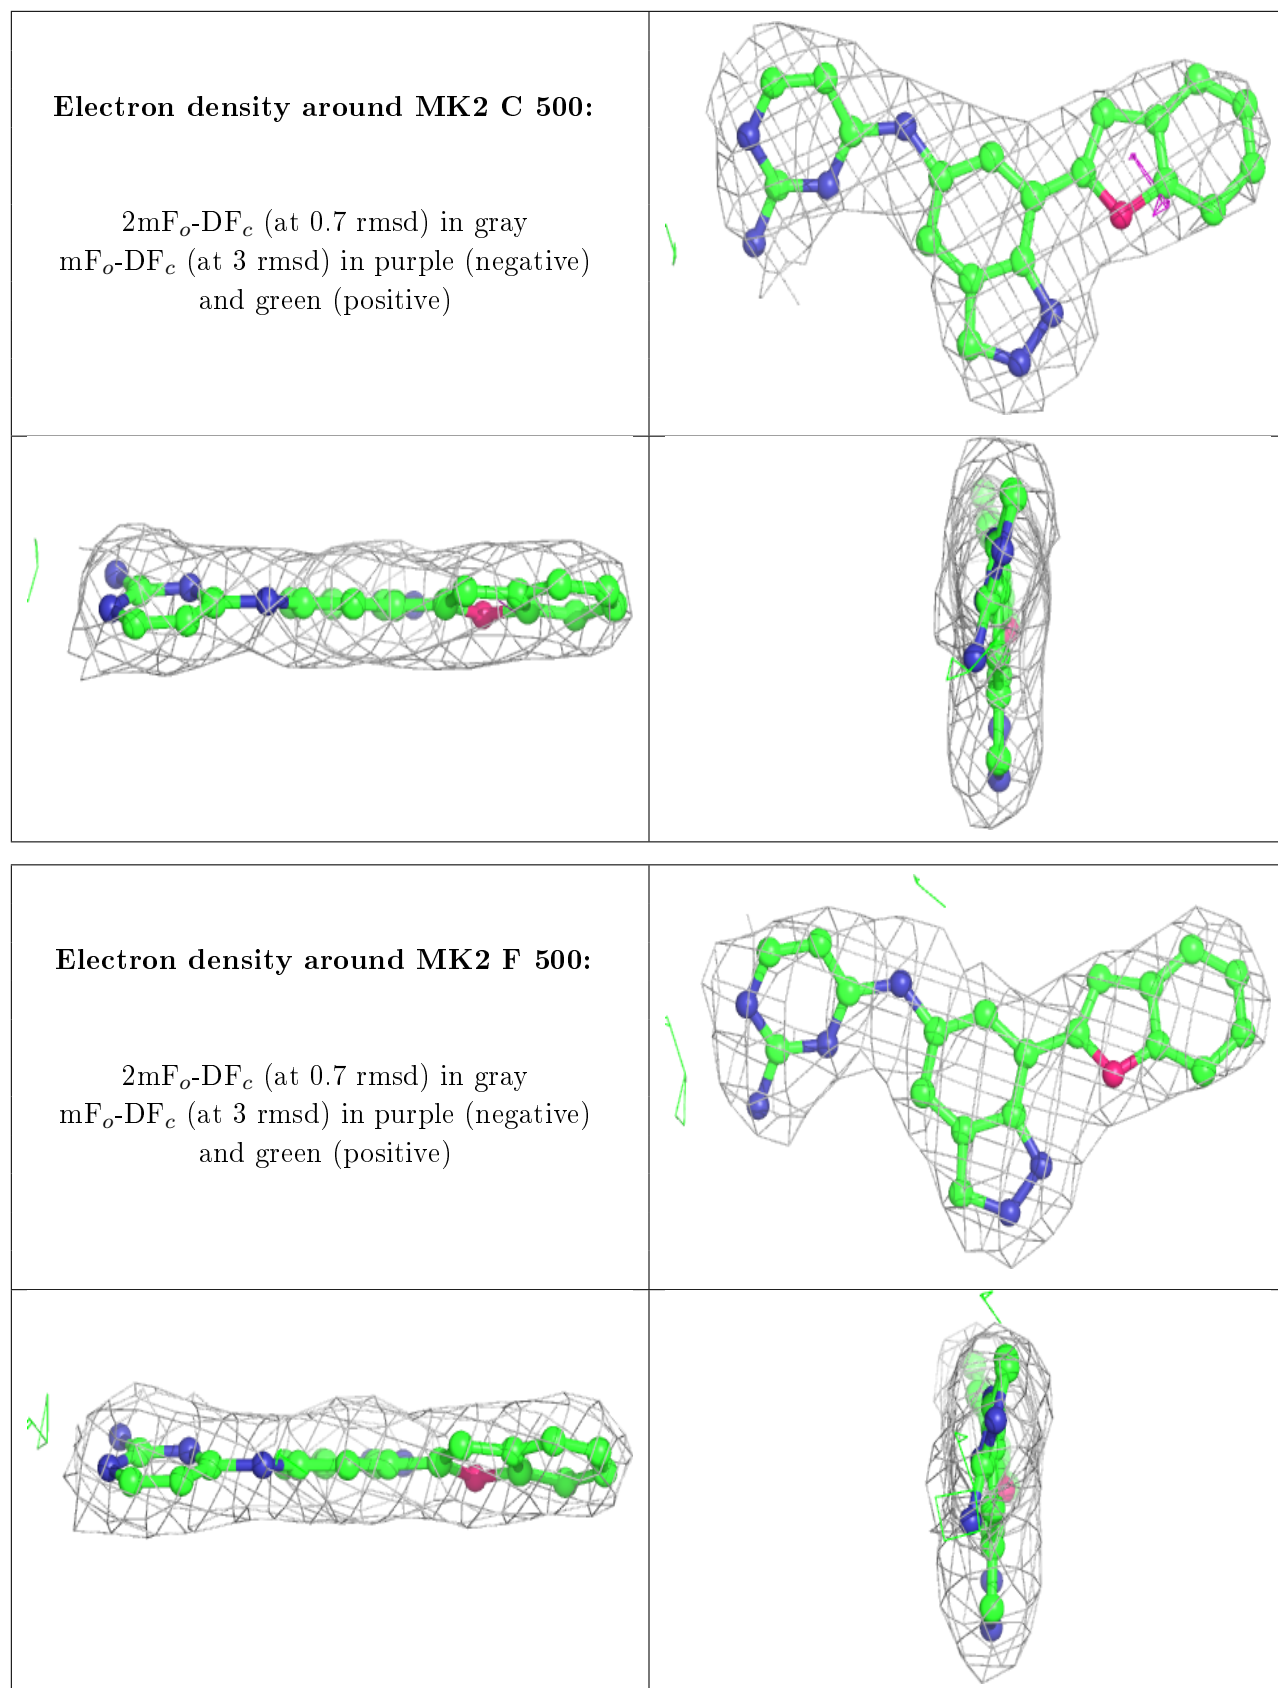 Electron density around MK2 C 500:
2mFₒ-DF𝒸 (at 0.7 rmsd) in gray
mFₒ-DF𝒸 (at 3 rmsd) in purple (negative)
and green (positive)
Electron density around MK2 F 500:
2mFₒ-DF𝒸 (at 0.7 rmsd) in gray
mFₒ-DF𝒸 (at 3 rmsd) in purple (negative)
and green (positive)